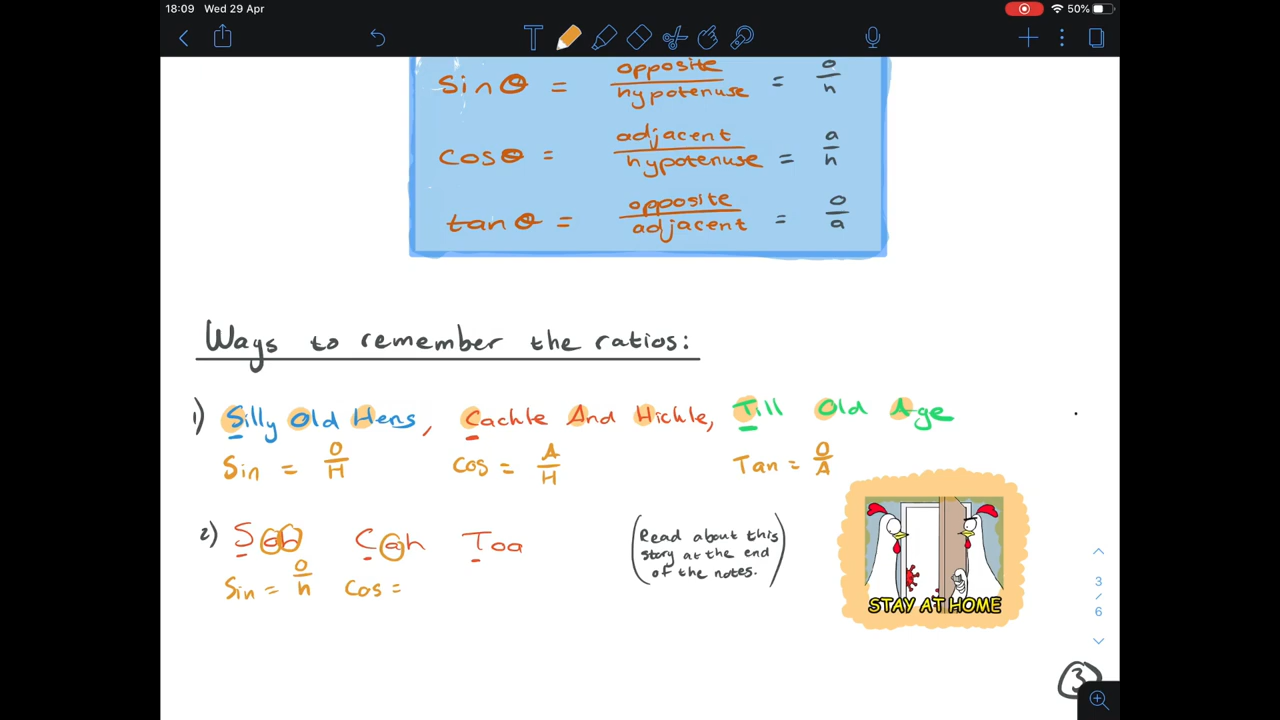 18:09 Wed 29 Apr 50%
T
Sin θ = opposite/hypotenuse = o/h
cos θ = adjacent/hypotenuse = a/h
tan θ = opposite/adjacent = o/a
Ways to remember the ratios:
1) Silly Old Hens, Cackle And Hickle, Till Old Age
Sin = O/H cos = A/H Tan = O/A
2) Soh Cah Toa
Sin = o/h Cos =
(Read about this
story at the end
of the notes.)
STAY AT HOME
3
/
6
3